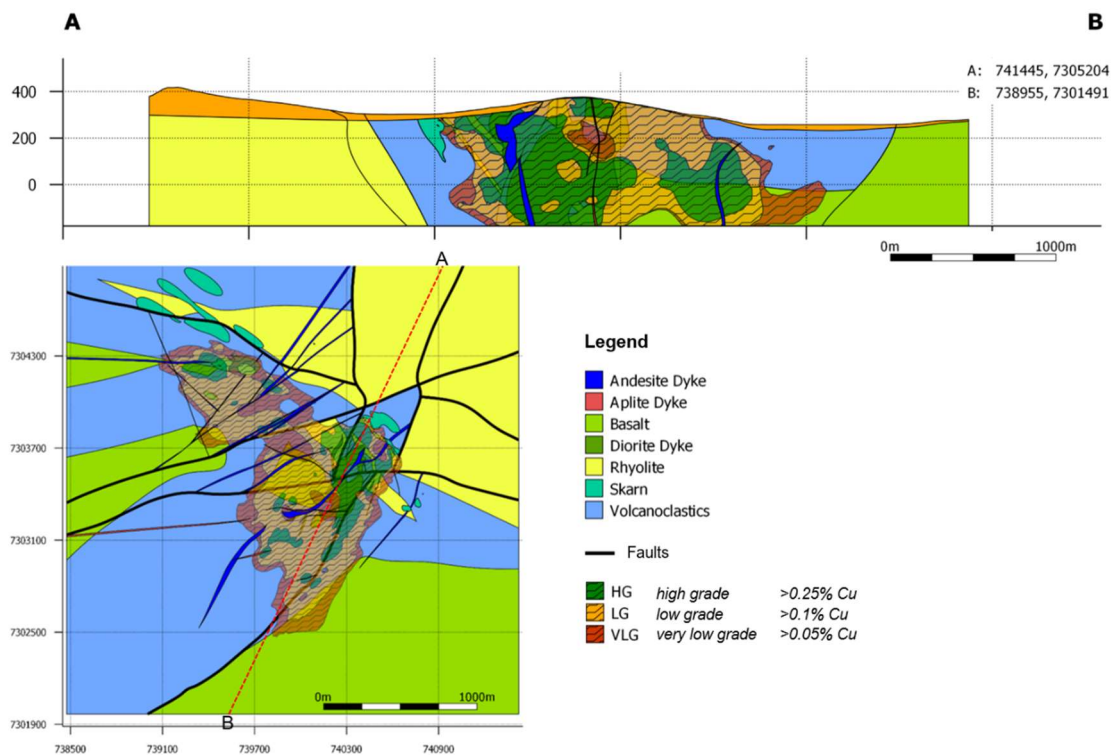 A
B
A: 741445, 7305204
B: 738955, 7301491
400
200
0
0m
1000m
A
7304300
7303700
7303100
7302500
7301900
0m
1000m
B
738500
739100
739700
740300
740900
Legend
Andesite Dyke
Aplite Dyke
Basalt
Diorite Dyke
Rhyolite
Skarn
Volcanoclastics
Faults
HG high grade >0.25% Cu
LG low grade >0.1% Cu
VLG very low grade >0.05% Cu